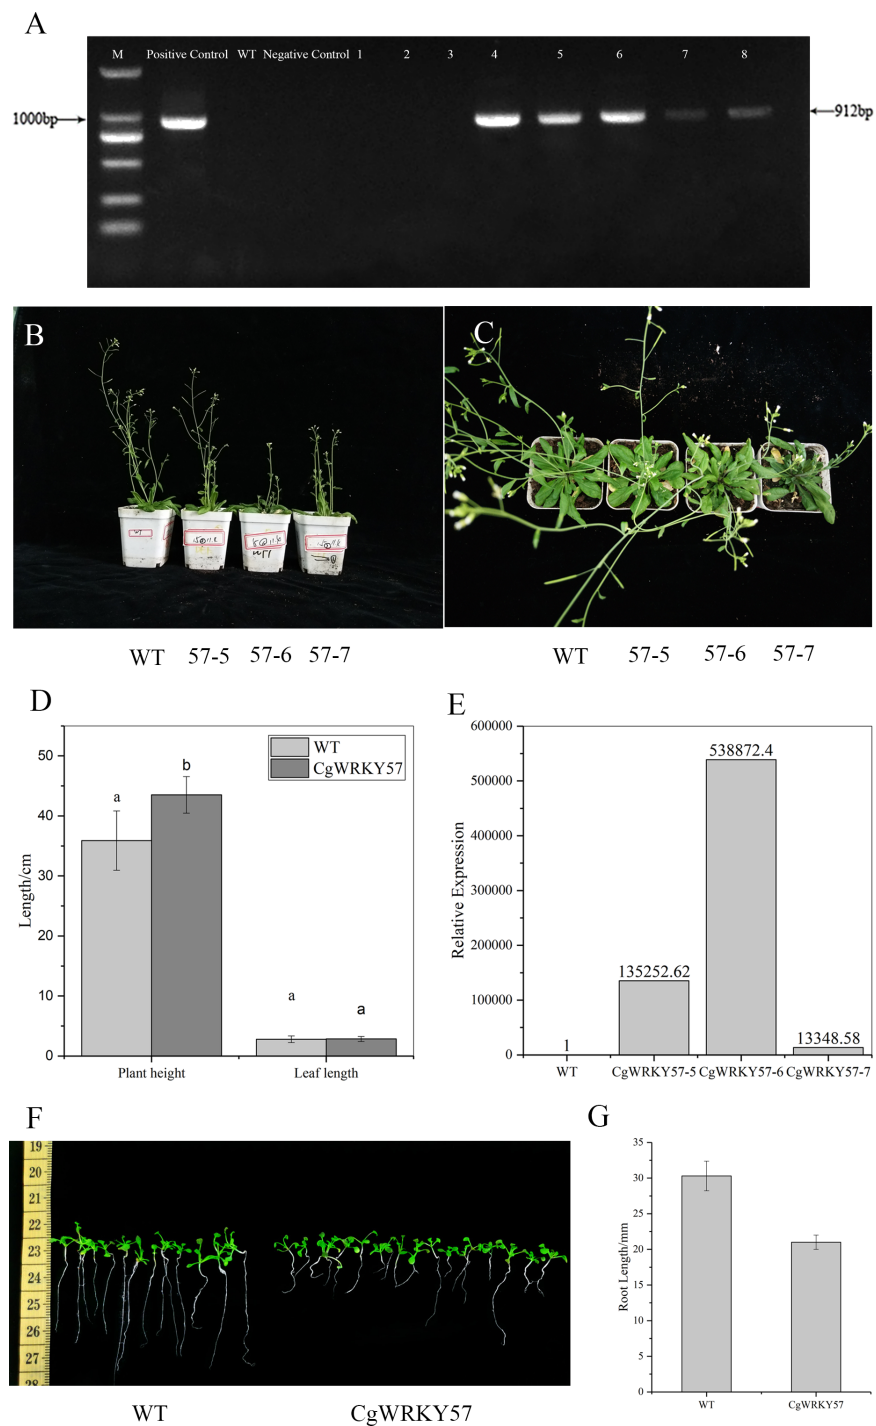 A
M Positive Control WT Negative Control 1 2 3 4 5 6 7 8
1000bp
912bp
B
WT
WT 57-5 57-6 57-7
C
WT 57-5 57-6 57-7
D
50
40
30
20
10
0
Length/cm
WT
CgWRKY57
a
b
a
a
Plant height Leaf length
E
600000
500000
400000
300000
200000
100000
0
Relative Expression
1
135252.62
538872.4
13348.58
WT CgWRKY57-5 CgWRKY57-6 CgWRKY57-7
F
19
20
21
22
23
24
25
26
27
28
WT CgWRKY57
G
35
30
25
20
15
10
5
0
Root Length/mm
WT CgWRKY57